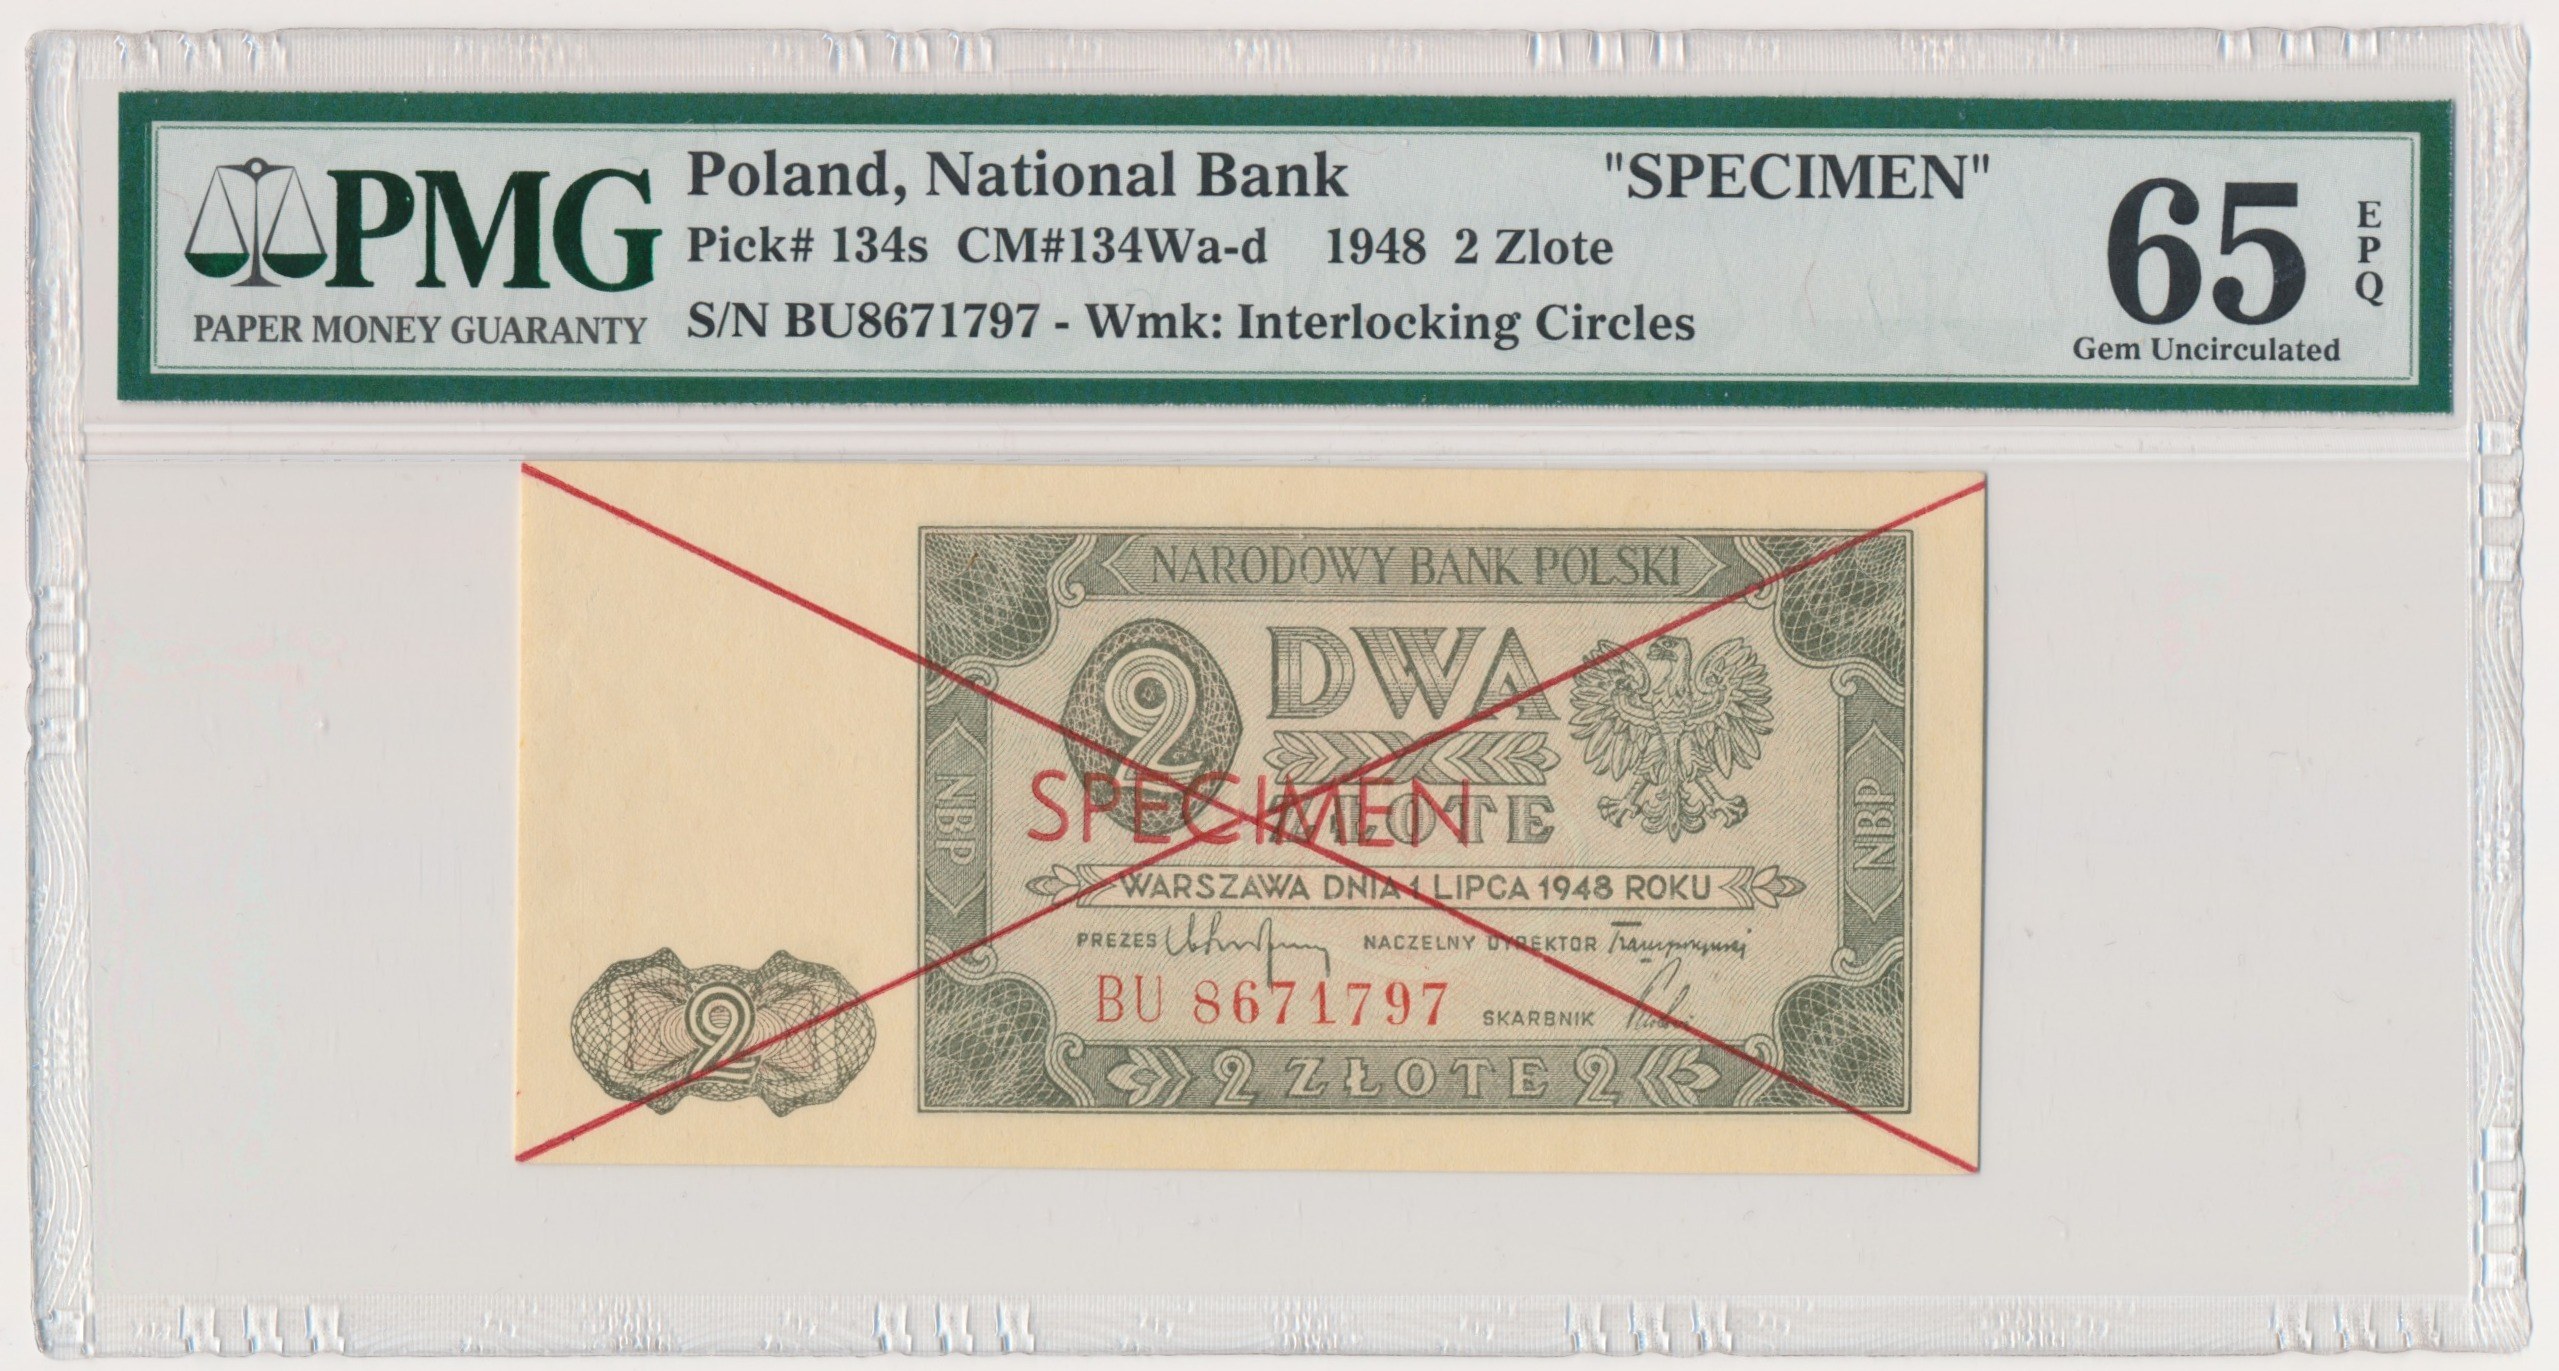 PMG
PAPER MONEY GUARANTY
Poland, National Bank "SPECIMEN"
Pick# 134s CM#134Wa-d 1948 2 Zlote
S/N BU8671797 - Wmk: Interlocking Circles
65
EPQ
Gem Uncirculated
NARODOWY BANK POLSKI
2
DWA
ZŁOTE
SPECIMEN
NBP
NBP
WARSZAWA DNIA 1 LIPCA 1948 ROKU
PREZES NACZELNY DYREKTOR
BU 8671797 SKARBNIK
2
2 ZŁOTE 2